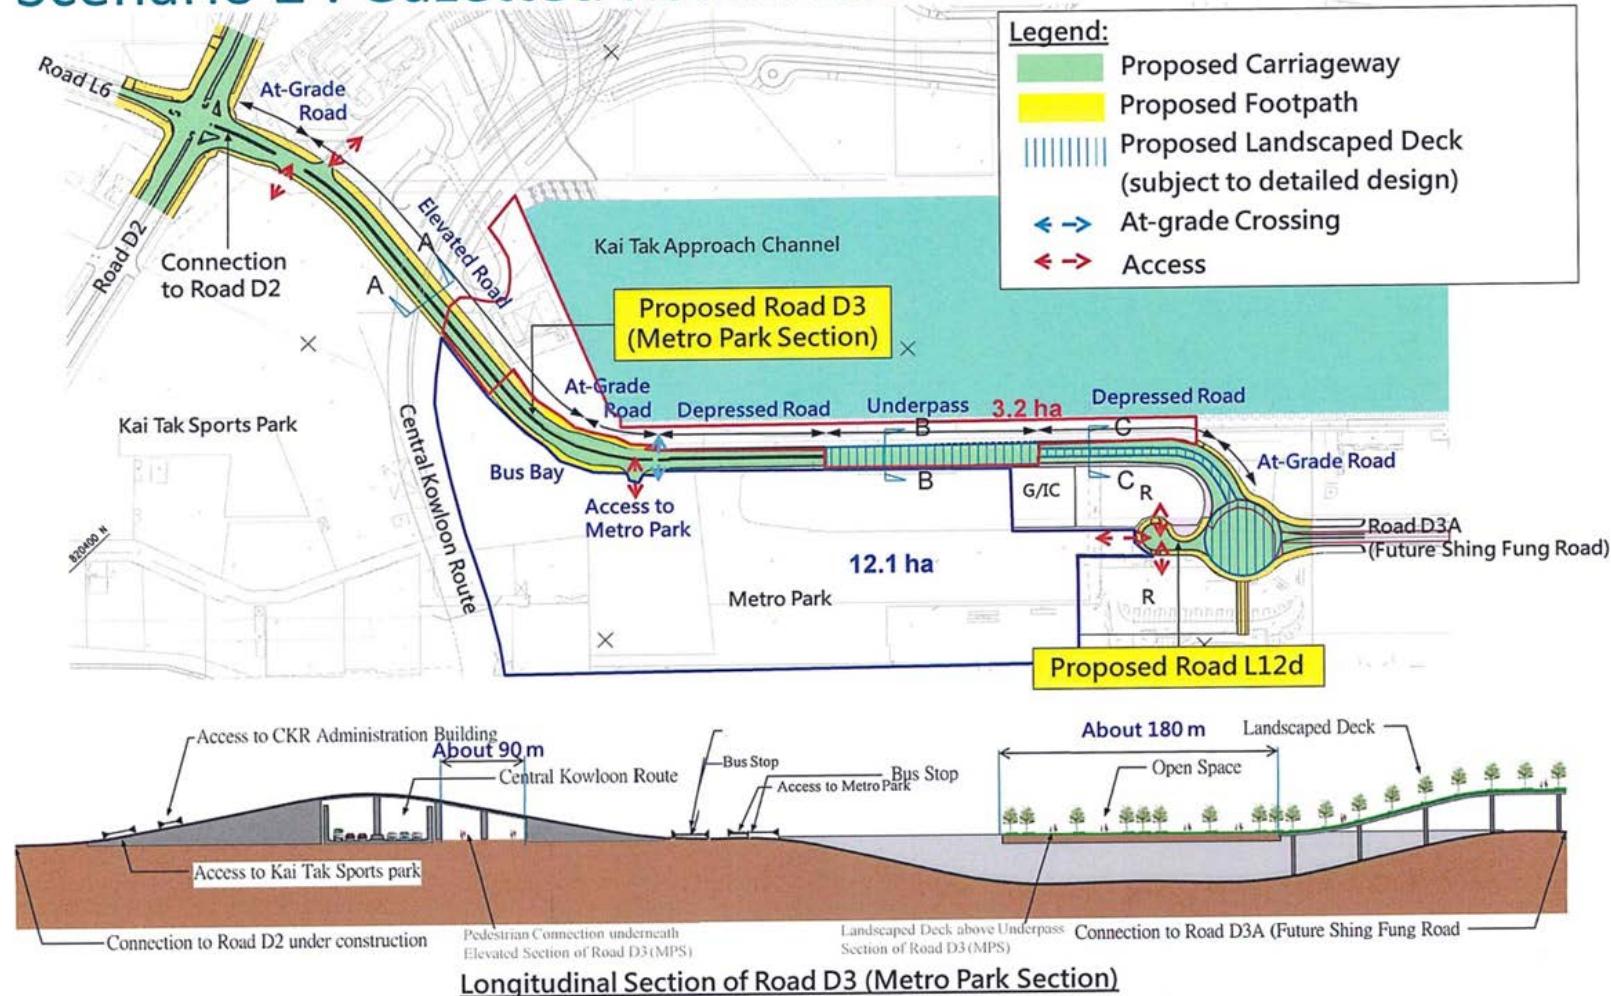 Legend:
Proposed Carriageway
Proposed Footpath
Proposed Landscaped Deck
(subject to detailed design)
At-grade Crossing
Access
Road L6
At-Grade
Road
Road D2
Connection
to Road D2
A
A
Elevated Road
Kai Tak Approach Channel
Proposed Road D3
(Metro Park Section)
Kai Tak Sports Park
Central Kowloon Route
820400 N
At-Grade
Road
Depressed Road
Underpass
3.2 ha
Depressed Road
At-Grade Road
B
B
C
C
Bus Bay
Access to
Metro Park
G/IC
R
R
12.1 ha
Metro Park
Road D3A
(Future Shing Fung Road)
Proposed Road L12d
Access to CKR Administration Building
About 90 m
Central Kowloon Route
Bus Stop
Bus Stop
Access to Metro Park
About 180 m
Open Space
Landscaped Deck
Access to Kai Tak Sports park
Connection to Road D2 under construction
Pedestrian Connection underneath
Elevated Section of Road D3(MPS)
Landscaped Deck above Underpass
Section of Road D3(MPS)
Connection to Road D3A (Future Shing Fung Road
Longitudinal Section of Road D3 (Metro Park Section)